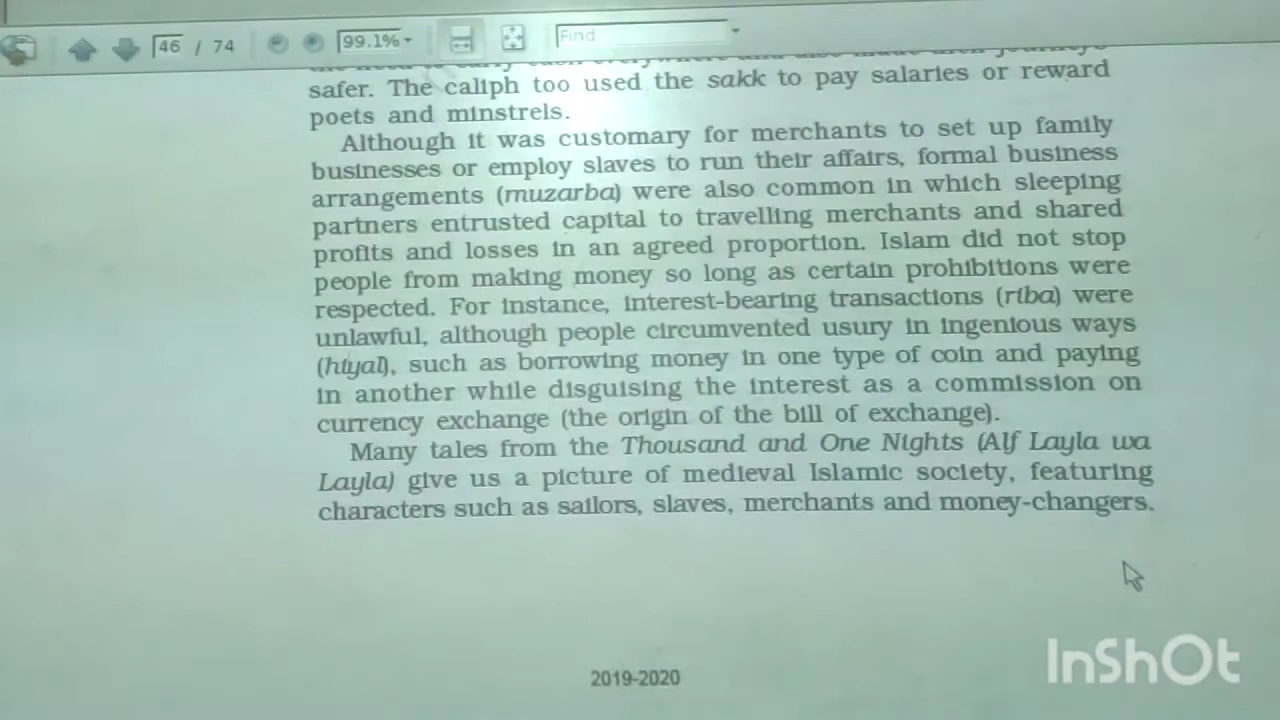 46 / 74
99.1%
Find
safer. The caliph too used the sakk to pay salaries or reward
poets and minstrels.
Although it was customary for merchants to set up family
businesses or employ slaves to run their affairs, formal business
arrangements (muzarba) were also common in which sleeping
partners entrusted capital to travelling merchants and shared
profits and losses in an agreed proportion. Islam did not stop
people from making money so long as certain prohibitions were
respected. For instance, interest-bearing transactions (riba) were
unlawful, although people circumvented usury in ingenious ways
(hiyal), such as borrowing money in one type of coin and paying
in another while disguising the interest as a commission on
currency exchange (the origin of the bill of exchange).
Many tales from the Thousand and One Nights (Alf Layla wa
Layla) give us a picture of medieval Islamic society, featuring
characters such as sailors, slaves, merchants and money-changers.
2019-2020
InShOt